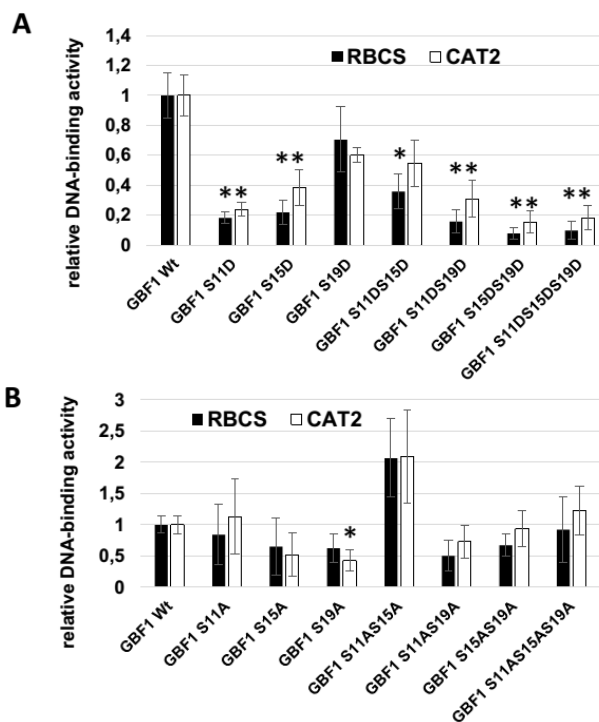 A
relative DNA-binding activity
1,4
1,2
1
0,8
0,6
0,4
0,2
0
RBCS CAT2
** ** * ** ** **
GBF1 Wt
GBF1 S11D
GBF1 S15D
GBF1 S19D
GBF1 S11DS15D
GBF1 S11DS19D
GBF1 S15DS19D
GBF1 S11DS15DS19D
B
relative DNA-binding activity
3
2,5
2
1,5
1
0,5
0
RBCS CAT2
*
GBF1 Wt
GBF1 S11A
GBF1 S15A
GBF1 S19A
GBF1 S11AS15A
GBF1 S11AS19A
GBF1 S15AS19A
GBF1 S11AS15AS19A